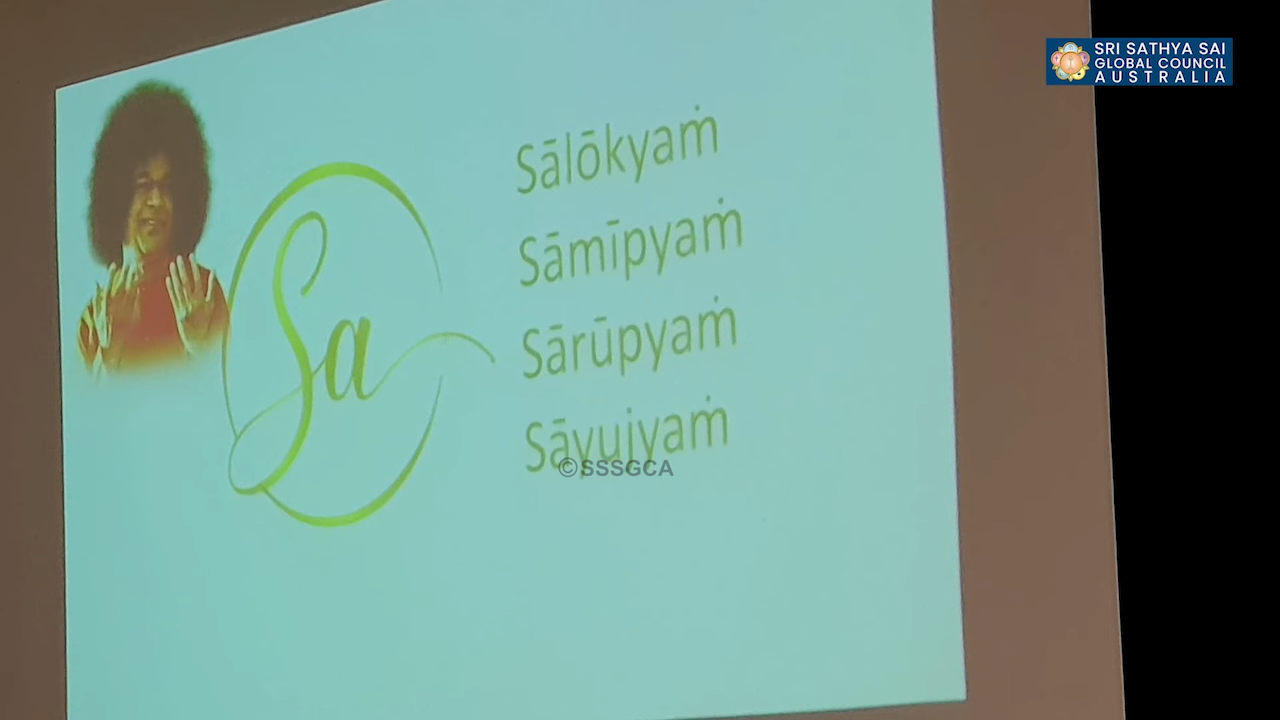 SRI SATHYA SAI
GLOBAL COUNCIL
AUSTRALIA
Sa
Sālōkyaṁ
Sāmīpyaṁ
Sārūpyaṁ
Sāyujyaṁ
©SSSGCA